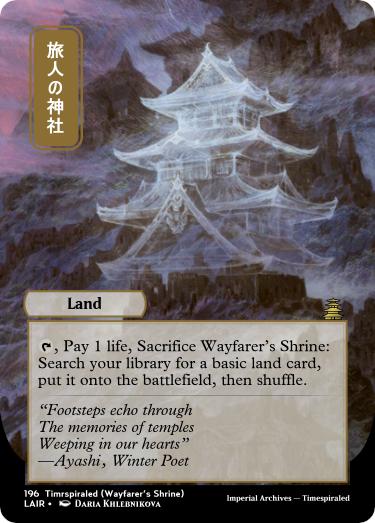 旅人の神社
Land
, Pay 1 life, Sacrifice Wayfarer's Shrine:
Search your library for a basic land card,
put it onto the battlefield, then shuffle.
“Footsteps echo through
The memories of temples
Weeping in our hearts”
—Ayashi, Winter Poet
196 Timrspiraled (Wayfarer's Shrine)
LAIR • Daria Khlebnikova
Imperial Archives — Timespiraled